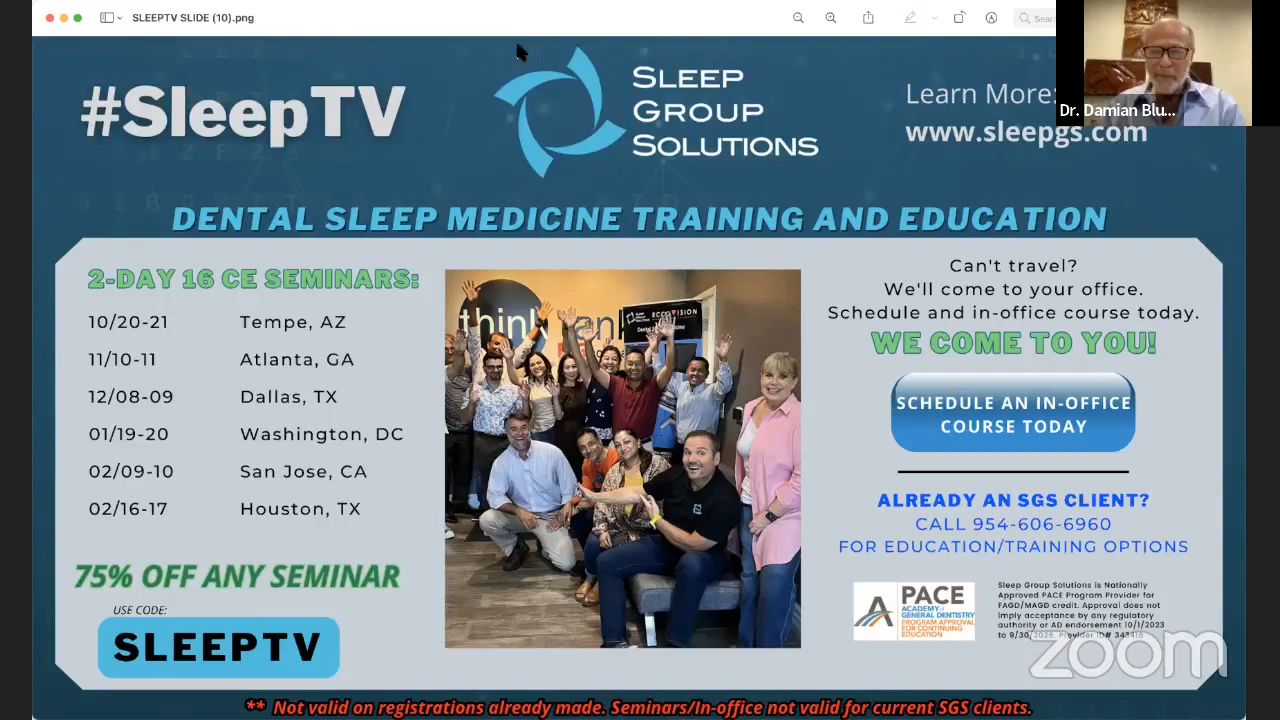 SLEEPTV SLIDE (10).png
#SleepTV
SLEEP
GROUP
SOLUTIONS
Learn More:
www.sleepgs.com
Dr. Damian Blu...
DENTAL SLEEP MEDICINE TRAINING AND EDUCATION
2-DAY 16 CE SEMINARS:
10/20-21 Tempe, AZ
11/10-11 Atlanta, GA
12/08-09 Dallas, TX
01/19-20 Washington, DC
02/09-10 San Jose, CA
02/16-17 Houston, TX
75% OFF ANY SEMINAR
USE CODE:
SLEEPTV
think
ECCOVISION
Can't travel?
We'll come to your office.
Schedule and in-office course today.
WE COME TO YOU!
SCHEDULE AN IN-OFFICE
COURSE TODAY
ALREADY AN SGS CLIENT?
CALL 954-606-6960
FOR EDUCATION/TRAINING OPTIONS
PACE
ACADEMY
of GENERAL DENTISTRY
PROGRAM APPROVAL
FOR CONTINUING
EDUCATION
Sleep Group Solutions is Nationally
Approved PACE Program Provider for
FAGD/MAGD credit. Approval does not
imply acceptance by any regulatory
authority or AD endorsement 10/1/2023
to 9/30/2026. Provider ID#
zoom
** Not valid on registrations already made. Seminars/In-office not valid for current SGS clients.